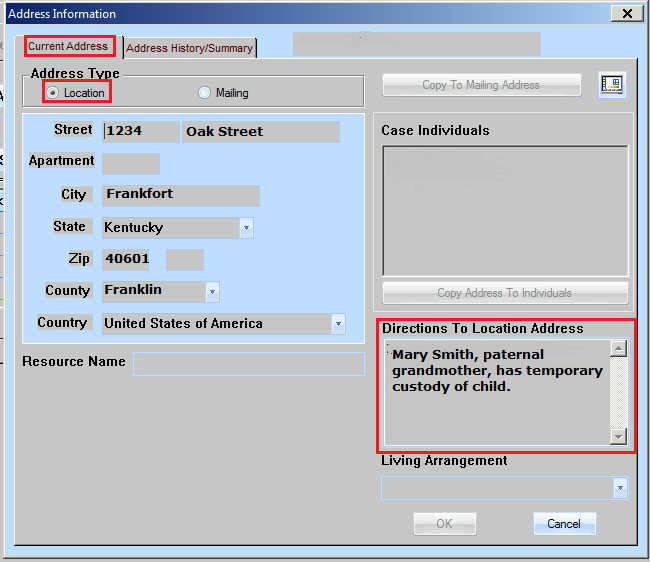 Address Information
Current Address
Address History/Summary
Address Type
Location
Mailing
Copy To Mailing Address
Street 1234 Oak Street
Apartment
City Frankfort
State Kentucky
Zip 40601
County Franklin
Country United States of America
Resource Name
Case Individuals
Copy Address To Individuals
Directions To Location Address
Mary Smith, paternal
grandmother, has temporary
custody of child.
Living Arrangement
OK
Cancel